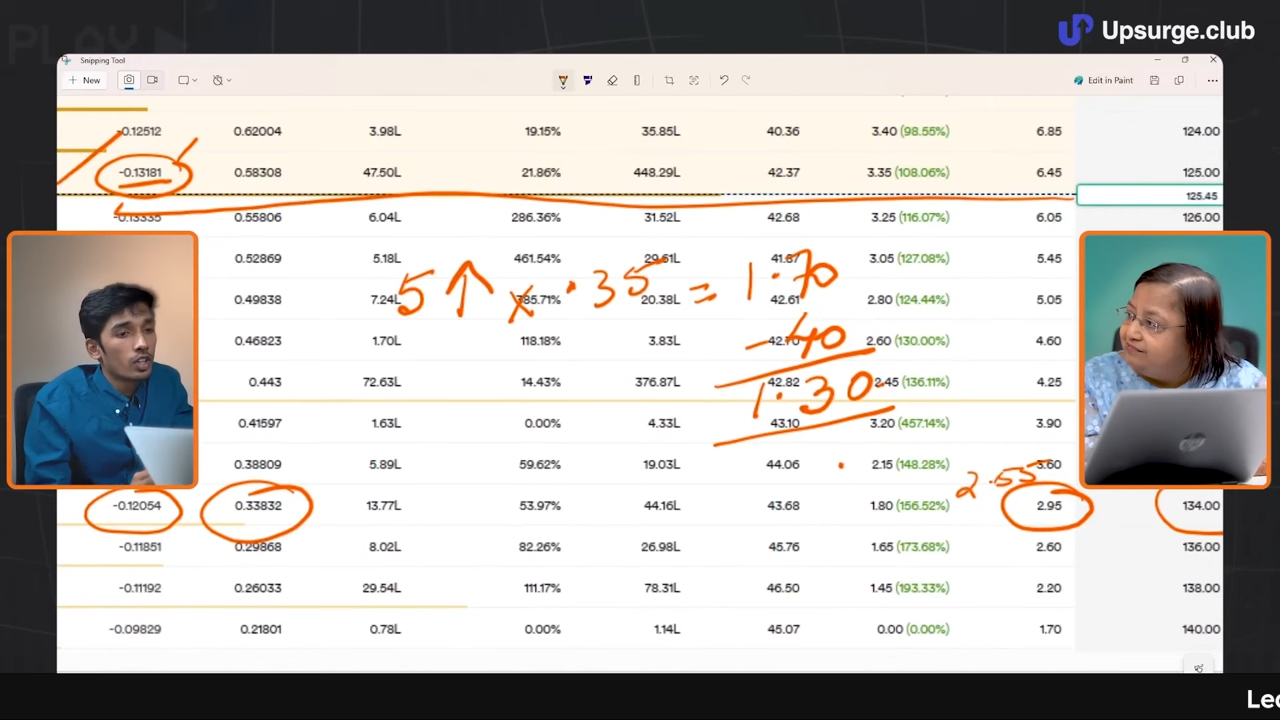 PLAY
Upsurge.club
Snipping Tool
New
Edit in Paint
-0.12512 0.62004 3.98L 19.15% 35.85L 40.36 3.40 (98.55%) 6.85 124.00
-0.13181 0.58308 47.50L 21.86% 448.29L 42.37 3.35 (108.06%) 6.45 125.00
125.45
-0.13335 0.55806 6.04L 286.36% 31.52L 42.68 3.25 (116.07%) 6.05 126.00
0.52869 5.18L 461.54% 29.61L 3.05 (127.08%) 5.45
5 ↑ x .35 = 1.70
0.49838 7.24L 20.38L 42.61 2.80 (124.44%) 5.05
0.46823 1.70L 118.18% 3.83L 2.60 (130.00%) 4.60
-40
0.443 72.63L 14.43% 376.87L 42.82 2.45 (136.11%) 4.25
1.30
0.41597 1.63L 0.00% 4.33L 43.10 3.20 (457.14%) 3.90
0.38809 5.89L 59.62% 19.03L 44.06 2.15 (148.28%) 3.60
2.55
-0.12054 0.33832 13.77L 53.97% 44.16L 43.68 1.80 (156.52%) 2.95 134.00
-0.11851 0.29868 8.02L 82.26% 26.98L 45.76 1.65 (173.68%) 2.60 136.00
-0.11192 0.26033 29.54L 111.17% 78.31L 46.50 1.45 (193.33%) 2.20 138.00
-0.09829 0.21801 0.78L 0.00% 1.14L 45.07 0.00 (0.00%) 1.70 140.00